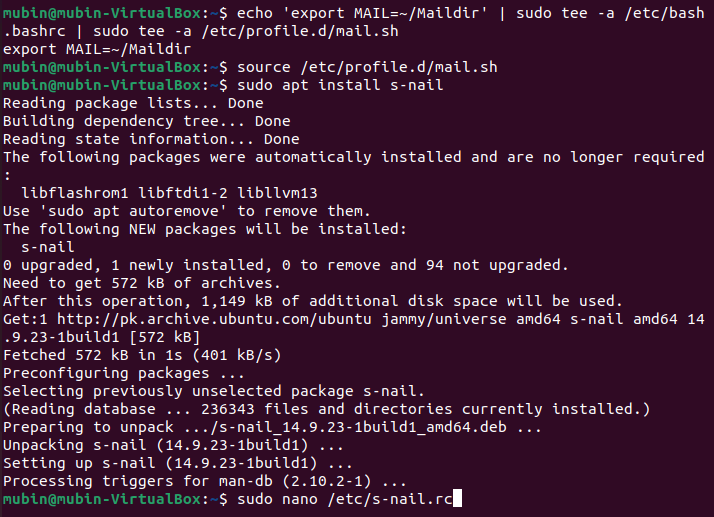 mubin@mubin-VirtualBox:~$ echo 'export MAIL=~/Maildir' | sudo tee -a /etc/bash
.bashrc | sudo tee -a /etc/profile.d/mail.sh
export MAIL=~/Maildir
mubin@mubin-VirtualBox:~$ source /etc/profile.d/mail.sh
mubin@mubin-VirtualBox:~$ sudo apt install s-nail
Reading package lists... Done
Building dependency tree... Done
Reading state information... Done
The following packages were automatically installed and are no longer required
:
  libflashrom1 libftdi1-2 libllvm13
Use 'sudo apt autoremove' to remove them.
The following NEW packages will be installed:
  s-nail
0 upgraded, 1 newly installed, 0 to remove and 94 not upgraded.
Need to get 572 kB of archives.
After this operation, 1,149 kB of additional disk space will be used.
Get:1 http://pk.archive.ubuntu.com/ubuntu jammy/universe amd64 s-nail amd64 14
.9.23-1build1 [572 kB]
Fetched 572 kB in 1s (401 kB/s)
Preconfiguring packages ...
Selecting previously unselected package s-nail.
(Reading database ... 236343 files and directories currently installed.)
Preparing to unpack .../s-nail_14.9.23-1build1_amd64.deb ...
Unpacking s-nail (14.9.23-1build1) ...
Setting up s-nail (14.9.23-1build1) ...
Processing triggers for man-db (2.10.2-1) ...
mubin@mubin-VirtualBox:~$ sudo nano /etc/s-nail.rc